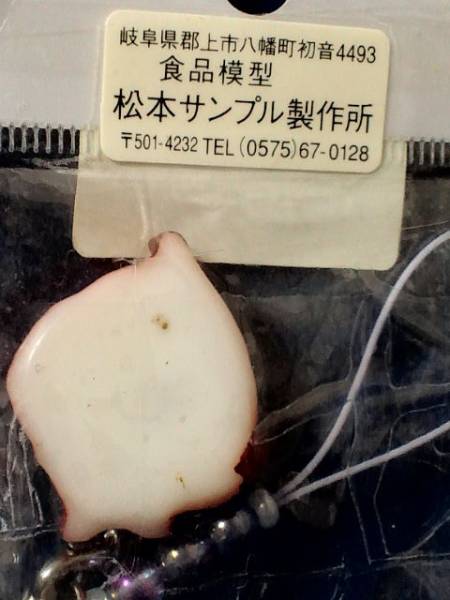 岐阜県郡上市八幡町初音4493
食品模型
松本サンプル製作所
〒501-4232 TEL(0575)67-0128